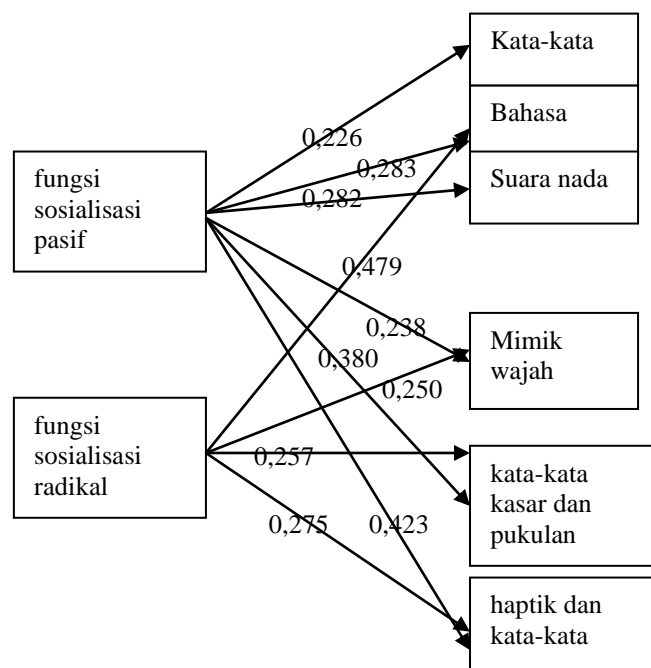 Kata-kata
Bahasa
Suara nada
fungsi
sosialisasi
pasif
0,226
0,283
0,282
0,479
0,238
0,380
0,250
Mimik
wajah
fungsi
sosialisasi
radikal
0,257
0,275
0,423
kata-kata
kasar dan
pukulan
haptik dan
kata-kata